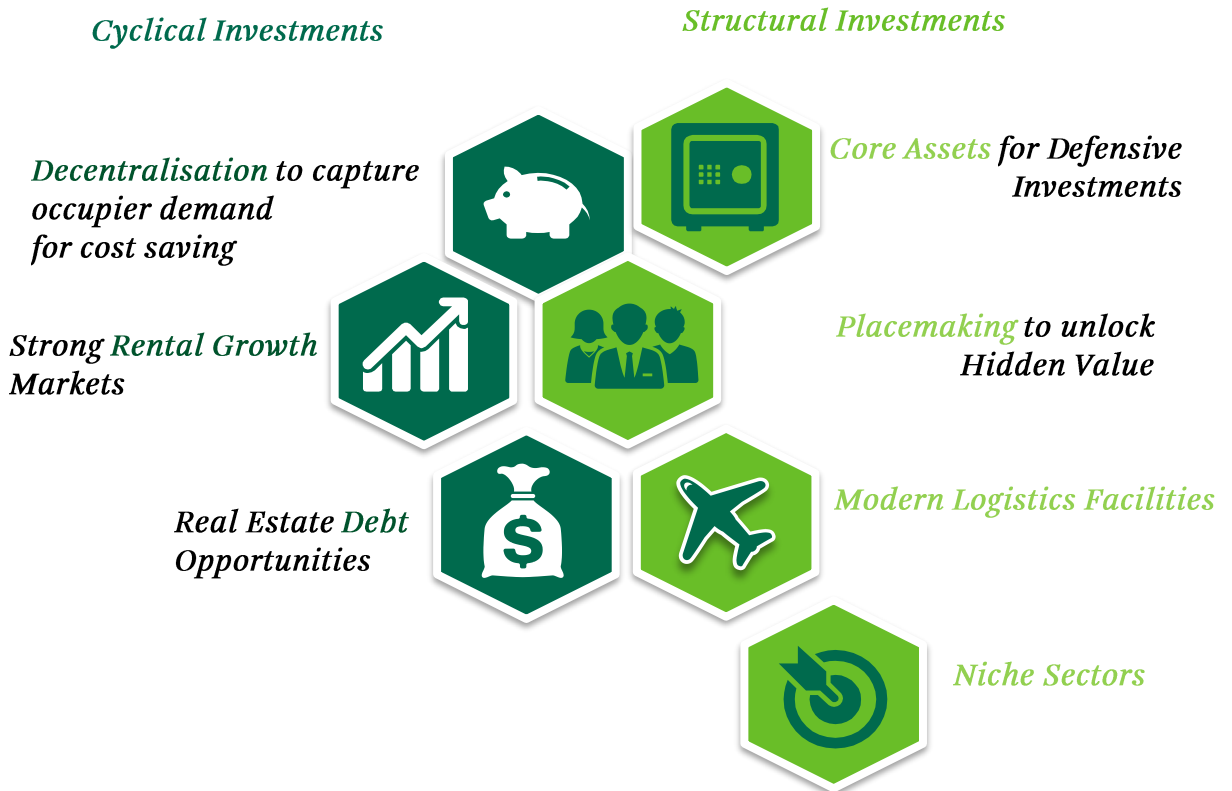 Cyclical Investments
Structural Investments
Decentralisation to capture
occupier demand
for cost saving
Core Assets for Defensive
Investments
Strong Rental Growth
Markets
Placemaking to unlock
Hidden Value
Real Estate Debt
Opportunities
$
Modern Logistics Facilities
Niche Sectors